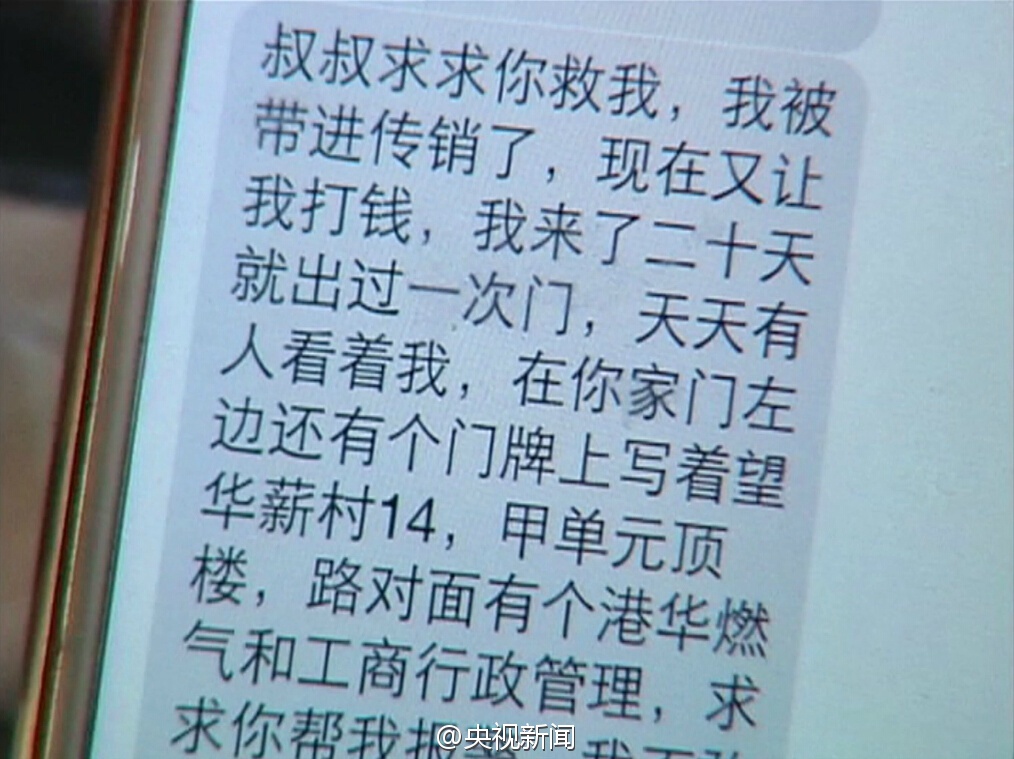 叔叔求求你救我，我被
带进传销了，现在又让
我打钱，我来了二十天
就出过一次门，天天有
人看着我，在你家门左
边还有个门牌上写着望
华薪村14，甲单元顶
楼，路对面有个港华燃
气和工商行政管理，求
求你帮我报警，我不敢
@央视新闻